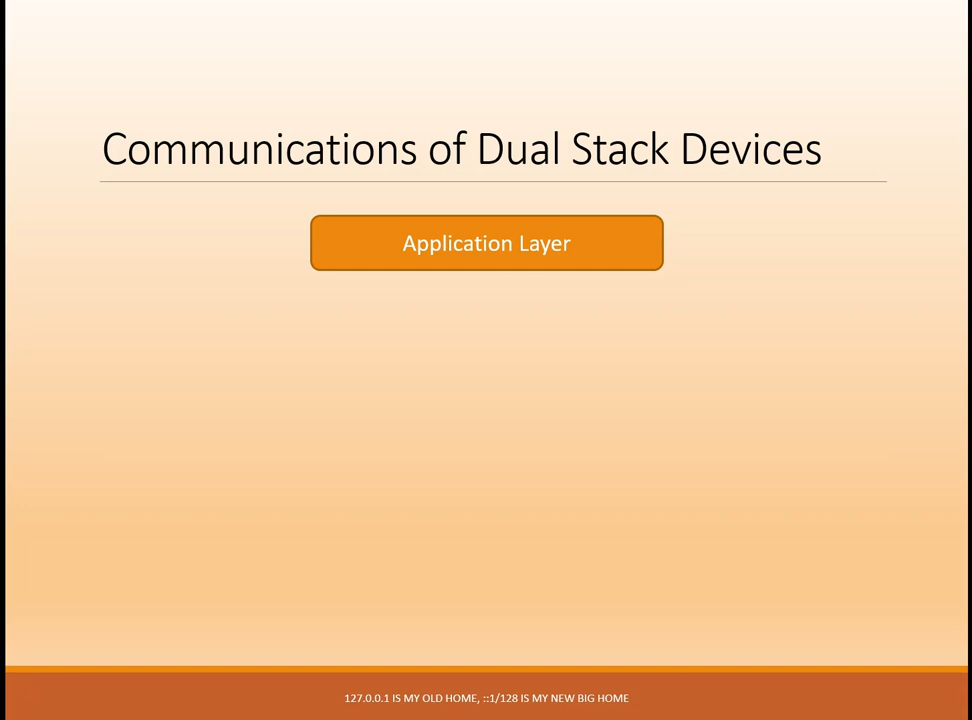 Communications of Dual Stack Devices
Application Layer
127.0.0.1 IS MY OLD HOME, ::1/128 IS MY NEW BIG HOME